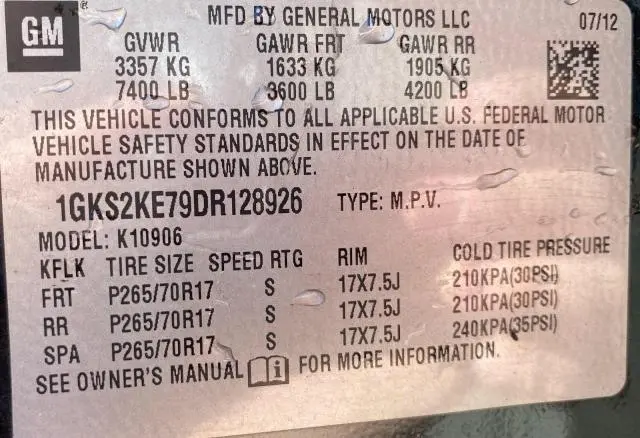 GM
MFD BY GENERAL MOTORS LLC 07/12
GVWR GAWR FRT GAWR RR
3357 KG 1633 KG 1905 KG
7400 LB 3600 LB 4200 LB
THIS VEHICLE CONFORMS TO ALL APPLICABLE U.S. FEDERAL MOTOR
VEHICLE SAFETY STANDARDS IN EFFECT ON THE DATE OF
MANUFACTURE SHOWN ABOVE.
1GKS2KE79DR128926 TYPE: M.P.V.
MODEL: K10906
KFLK TIRE SIZE SPEED RTG RIM COLD TIRE PRESSURE
FRT P265/70R17 S 17X7.5J 210KPA(30PSI)
RR P265/70R17 S 17X7.5J 210KPA(30PSI)
SPA P265/70R17 S 17X7.5J 240KPA(35PSI)
SEE OWNER'S MANUAL FOR MORE INFORMATION.